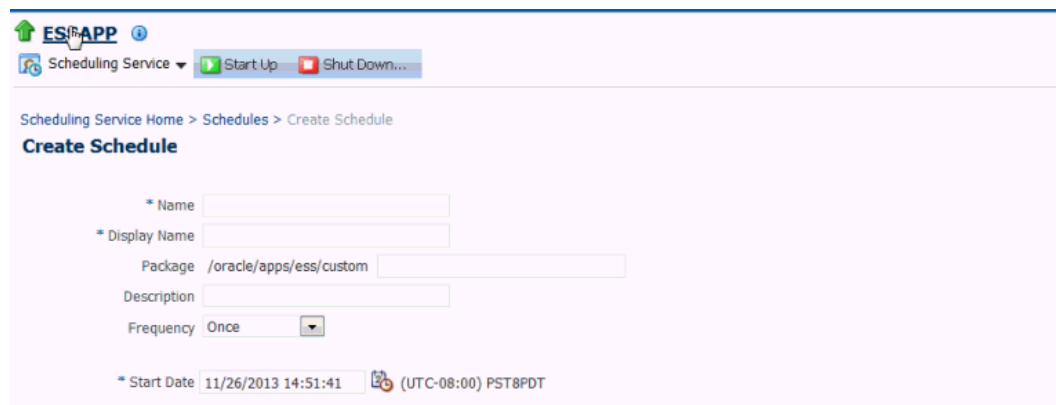 ESSAPP
Scheduling Service Start Up Shut Down...
Scheduling Service Home > Schedules > Create Schedule
Create Schedule
* Name
* Display Name
Package /oracle/apps/ess/custom
Description
Frequency Once
* Start Date 11/26/2013 14:51:41 (UTC-08:00) PST8PDT